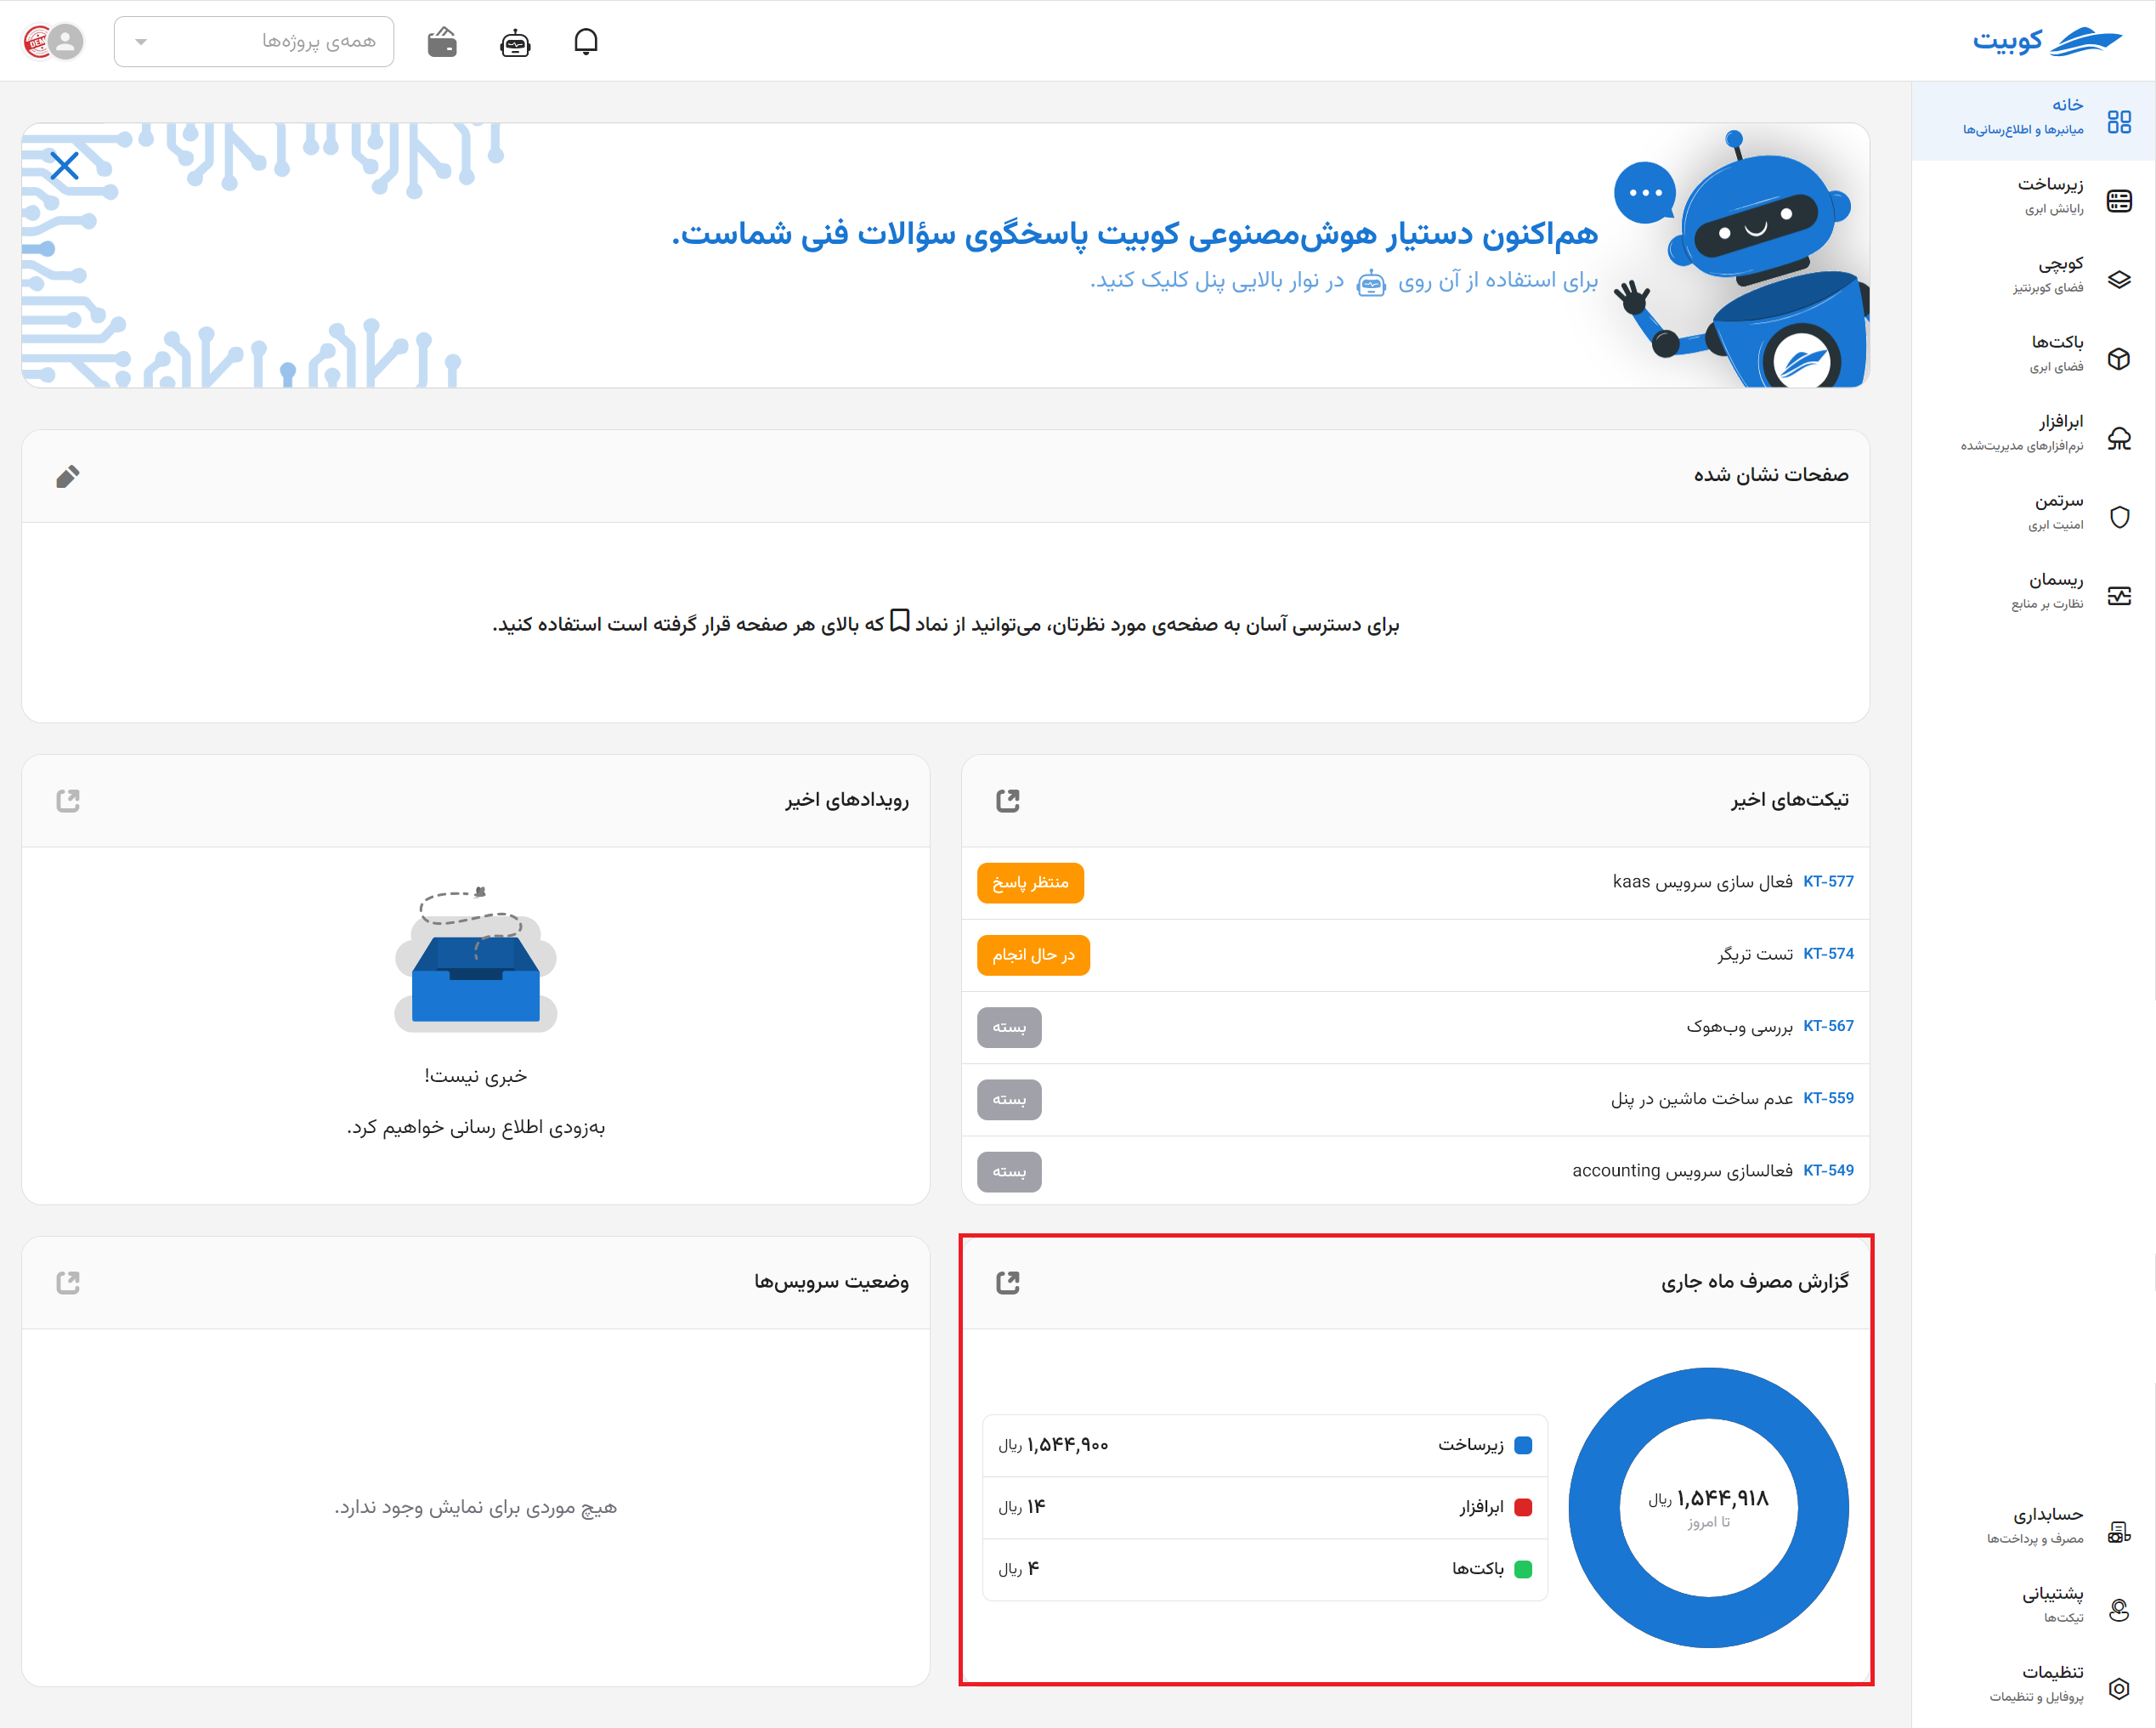 کوبیت
همه‌ی پروژه‌ها
خانه
میانبرها و اطلاع‌رسانی‌ها
زیرساخت
رایانش ابری
کوبچی
فضای کوبرنتیز
باکت‌ها
فضای ابری
ابرافزار
نرم‌افزارهای مدیریت‌شده
سرتمن
امنیت ابری
ریسمان
نظارت بر منابع
حسابداری
مصرف و پرداخت‌ها
پشتیبانی
تیکت‌ها
تنظیمات
پروفایل و تنظیمات
هم‌اکنون دستیار هوش‌مصنوعی کوبیت پاسخگوی سؤالات فنی شماست.
برای استفاده از آن روی در نوار بالایی پنل کلیک کنید.
صفحات نشان شده
برای دسترسی آسان به صفحه‌ی مورد نظرتان، می‌توانید از نماد که بالای هر صفحه قرار گرفته است استفاده کنید.
تیکت‌های اخیر
KT-577 فعال سازی سرویس kaas منتظر پاسخ
KT-574 تست تریگر در حال انجام
KT-567 بررسی وب‌هوک بسته
KT-559 عدم ساخت ماشین در پنل بسته
KT-549 فعالسازی سرویس accounting بسته
رویدادهای اخیر
خبری نیست!
به‌زودی اطلاع رسانی خواهیم کرد.
گزارش مصرف ماه جاری
۱,۵۴۴,۹۱۸ ریال
تا امروز
زیرساخت ۱,۵۴۴,۹۰۰ ریال
ابرافزار ۱۴ ریال
باکت‌ها ۴ ریال
وضعیت سرویس‌ها
هیچ موردی برای نمایش وجود ندارد.